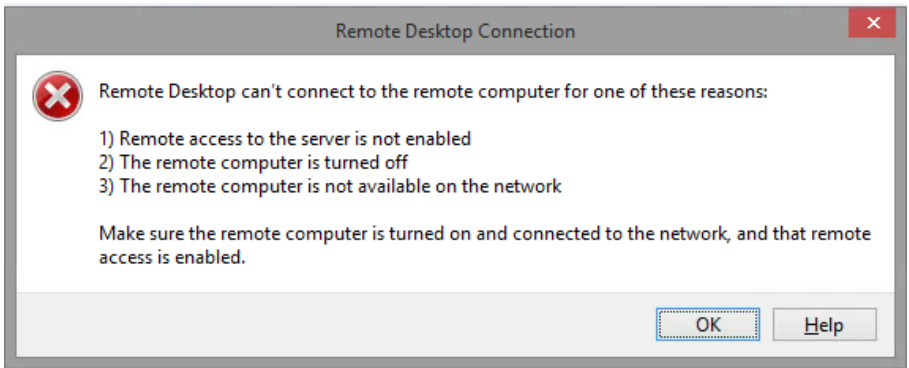 Remote Desktop Connection
Remote Desktop can't connect to the remote computer for one of these reasons:
1) Remote access to the server is not enabled
2) The remote computer is turned off
3) The remote computer is not available on the network
Make sure the remote computer is turned on and connected to the network, and that remote
access is enabled.
OK
Help